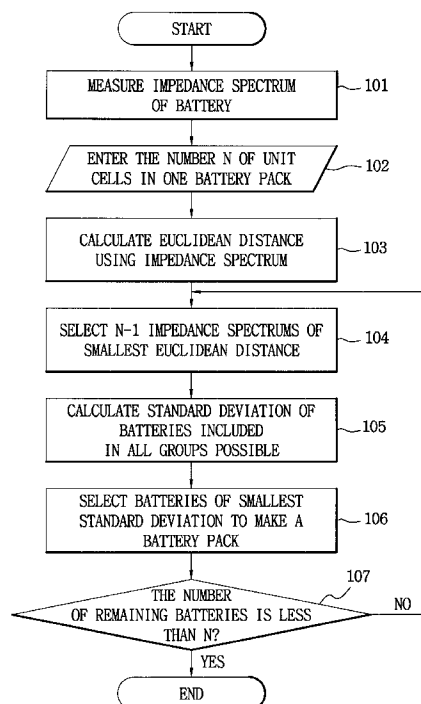 START
MEASURE IMPEDANCE SPECTRUM
OF BATTERY
101
ENTER THE NUMBER N OF UNIT
CELLS IN ONE BATTERY PACK
102
CALCULATE EUCLIDEAN DISTANCE
USING IMPEDANCE SPECTRUM
103
SELECT N-1 IMPEDANCE SPECTRUMS OF
SMALLEST EUCLIDEAN DISTANCE
104
CALCULATE STANDARD DEVIATION OF
BATTERIES INCLUDED
IN ALL GROUPS POSSIBLE
105
SELECT BATTERIES OF SMALLEST
STANDARD DEVIATION TO MAKE A
BATTERY PACK
106
107
THE NUMBER
OF REMAINING BATTERIES IS LESS
THAN N?
NO
YES
END